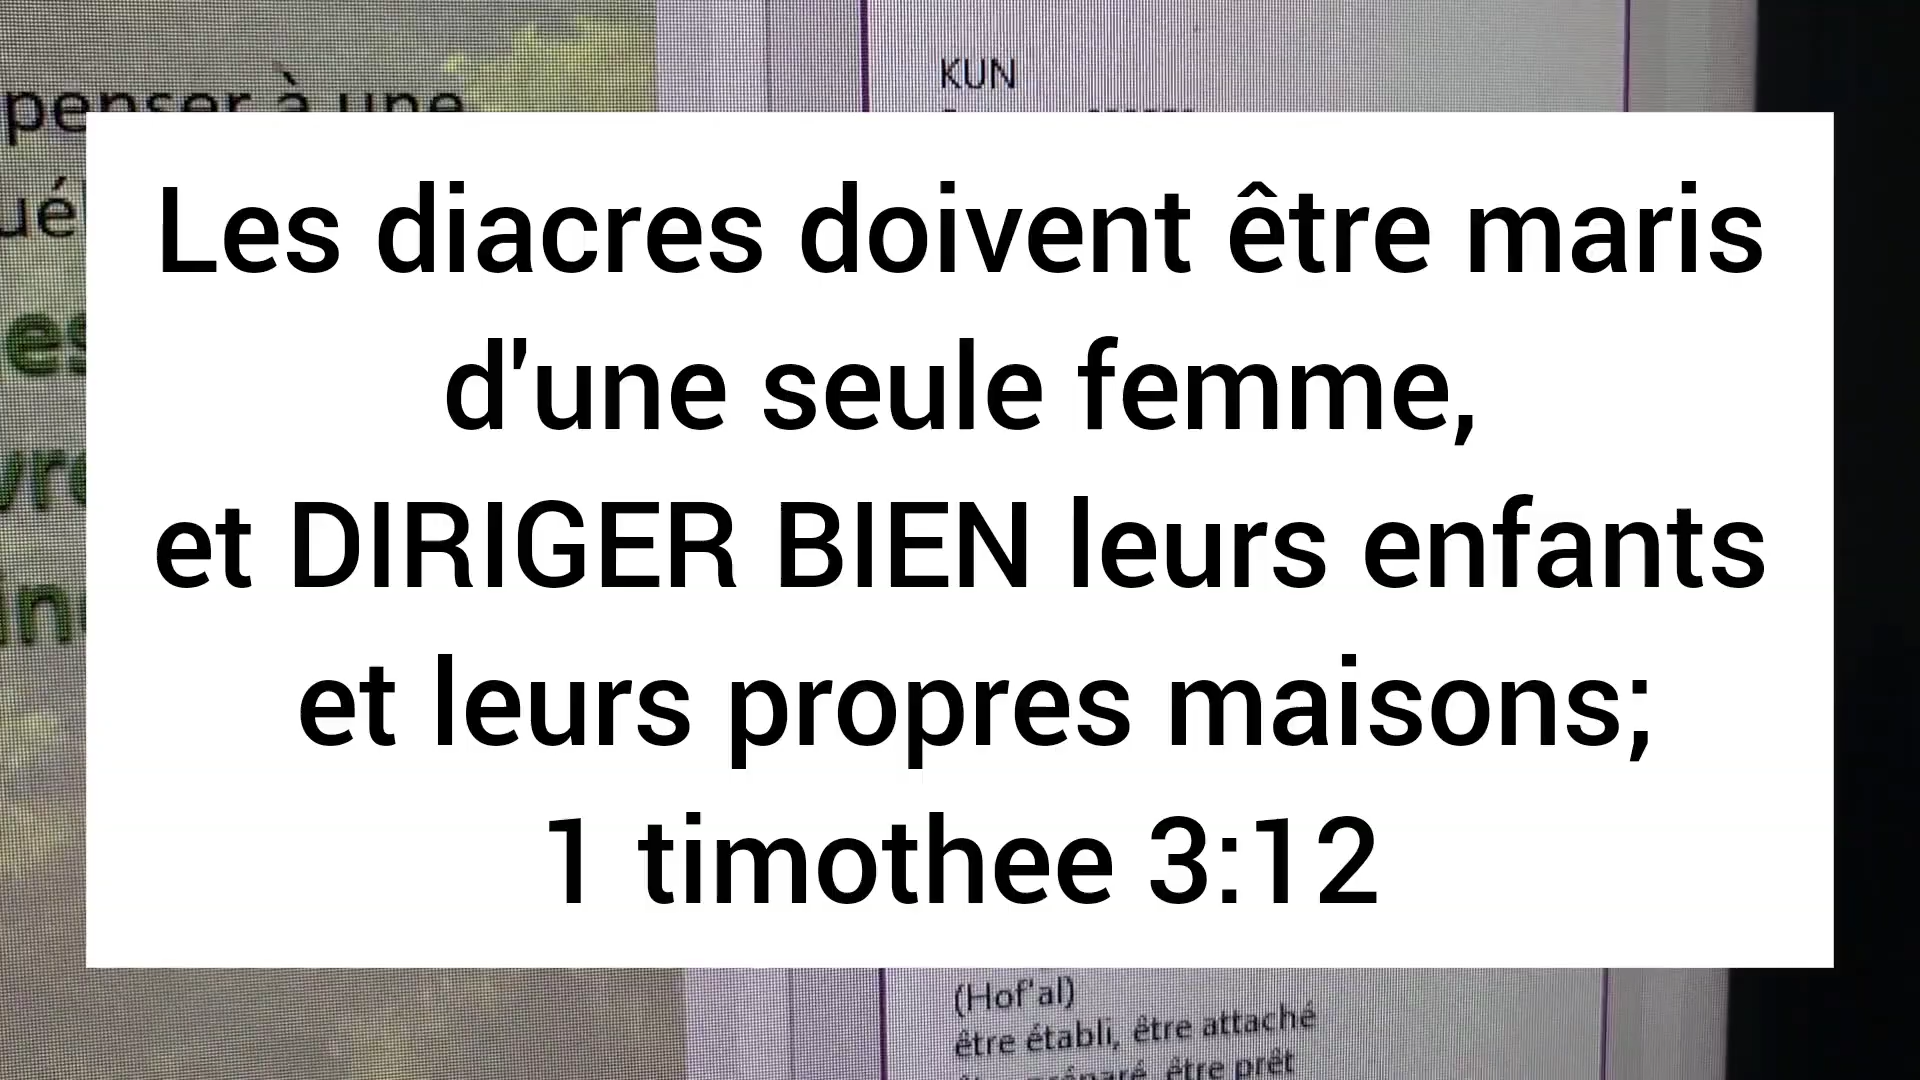 KUN
penser à une
Les diacres doivent être maris
d'une seule femme,
et DIRIGER BIEN leurs enfants
et leurs propres maisons;
1 timothee 3:12
(Hof'al)
être établi, être attaché
être prêt